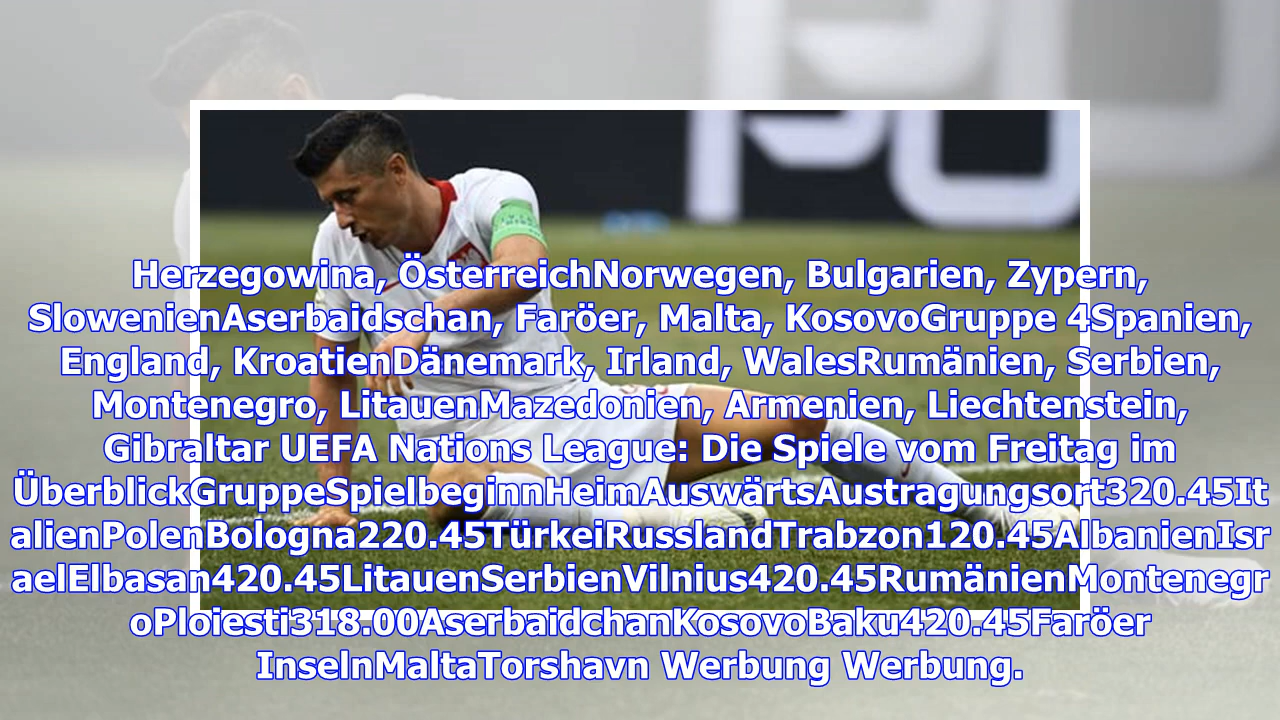 Herzegowina, ÖsterreichNorwegen, Bulgarien, Zypern,
SlowenienAserbaidschan, Faröer, Malta, KosovoGruppe 4Spanien,
England, KroatienDänemark, Irland, WalesRumänien, Serbien,
Montenegro, LitauenMazedonien, Armenien, Liechtenstein,
Gibraltar UEFA Nations League: Die Spiele vom Freitag im
ÜberblickGruppeSpielbeginnHeimAuswärtsAustragungsort320.45It
alienPolenBologna220.45TürkeiRusslandTrabzon120.45AlbanienIsr
aelElbasan420.45LitauenSerbienVilnius420.45RumänienMontenegr
oPloiesti318.00AserbaidchanKosovoBaku420.45Faröer
InselnMaltaTorshavn Werbung Werbung.